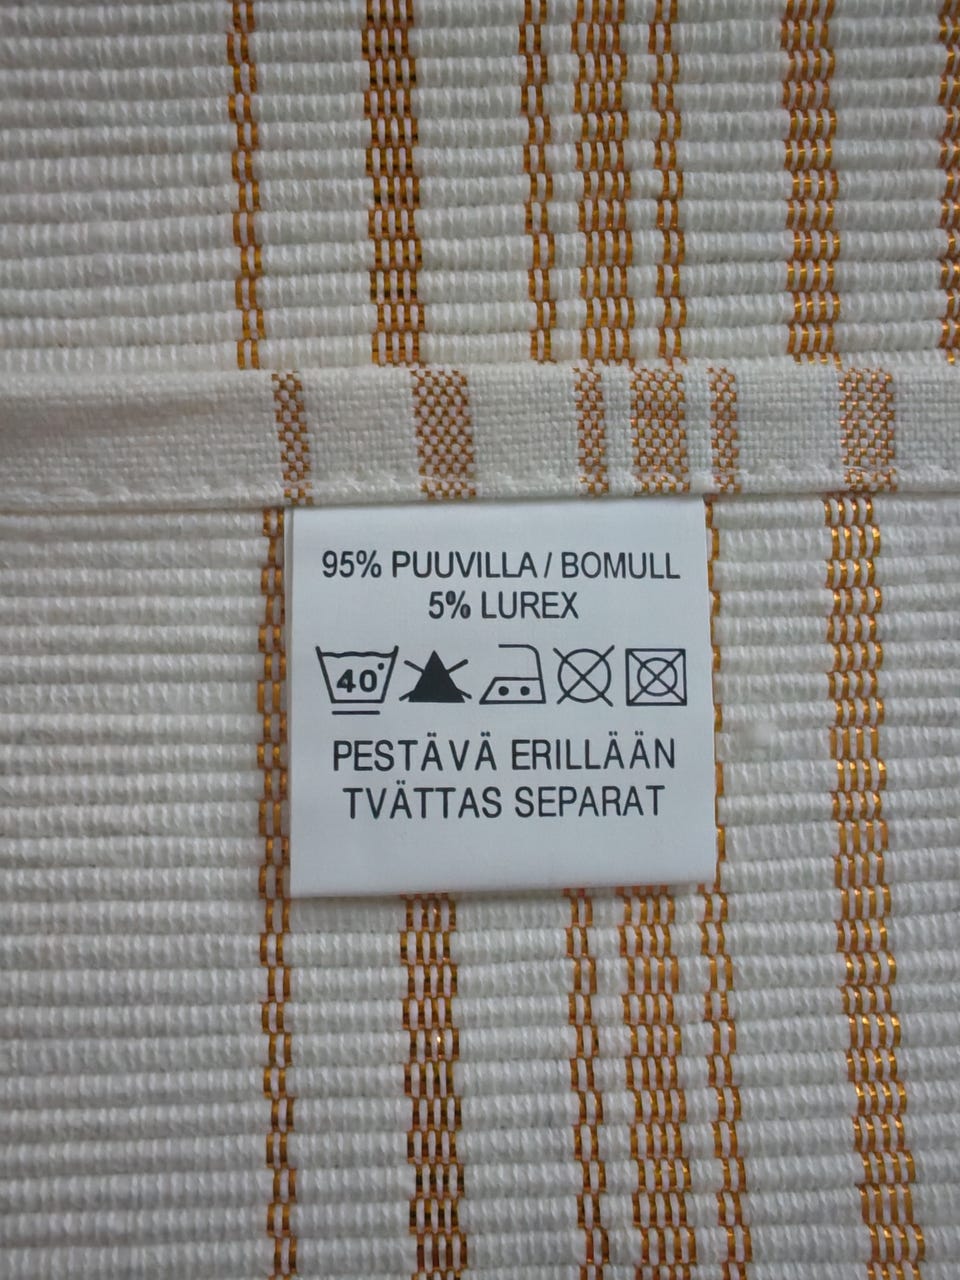 95% PUUVILLA / BOMULL
5% LUREX
40°
PESTÄVÄ ERILLÄÄN
TVÄTTAS SEPARAT